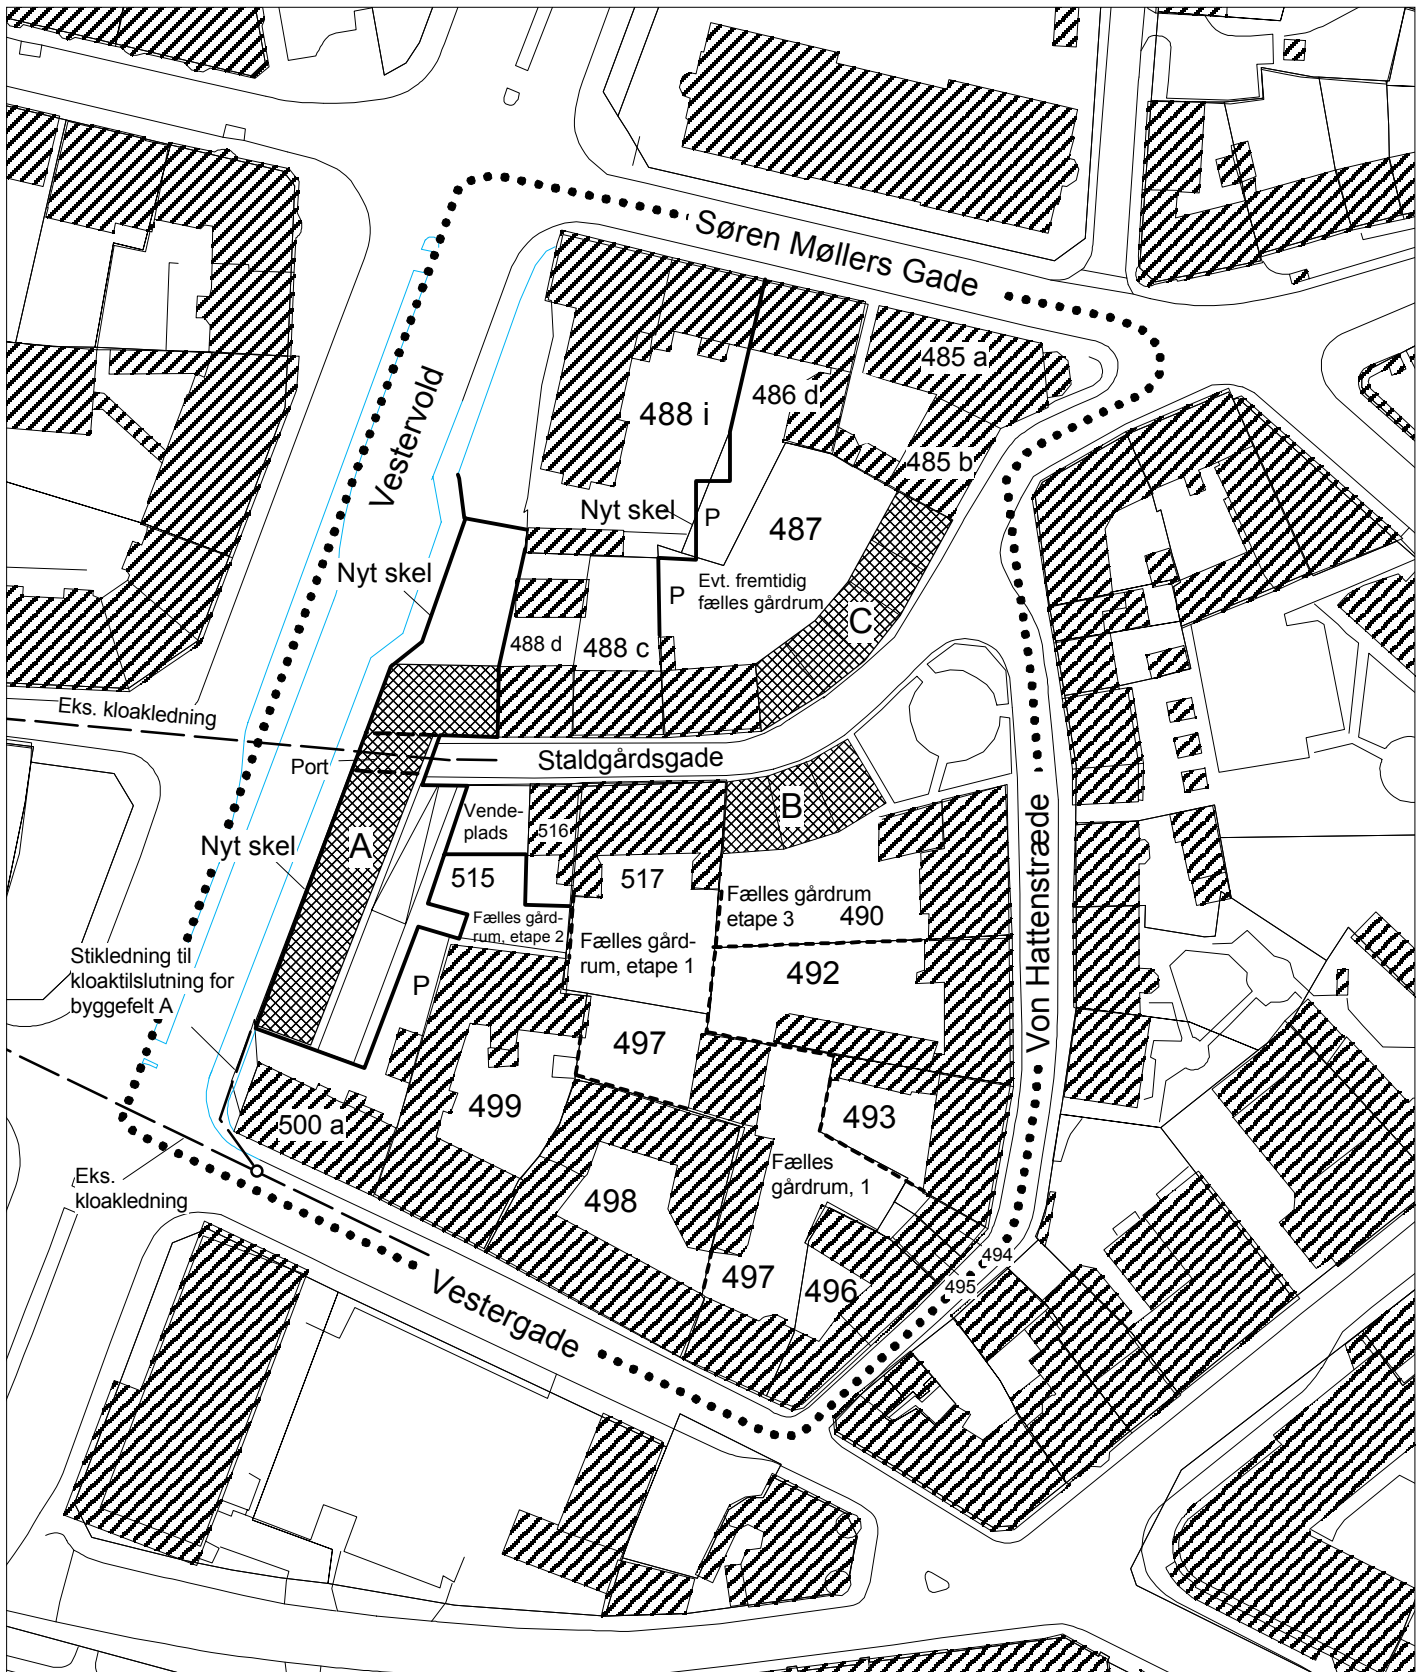 Søren Møllers Gade
485 a
486 d
Vestervold
488 i
485 b
Nyt skel
P
487
Nyt skel
Evt. fremtidig
fælles gårdrum
P
C
488 d
488 c
Eks. kloakledning
Port
Staldgårdsgade
Vende-
plads
516
B
Nyt skel
A
515
517
Fælles gårdrum
etape 3
490
Fælles gård-
rum, etape 2
Fælles gård-
rum, etape 1
Von Hattenstræde
Stikledning til
kloaktilslutning for
byggefelt A
P
492
497
499
493
500 a
Fælles
gårdrum, 1
Eks.
kloakledning
498
494
497
496
495
Vestergade